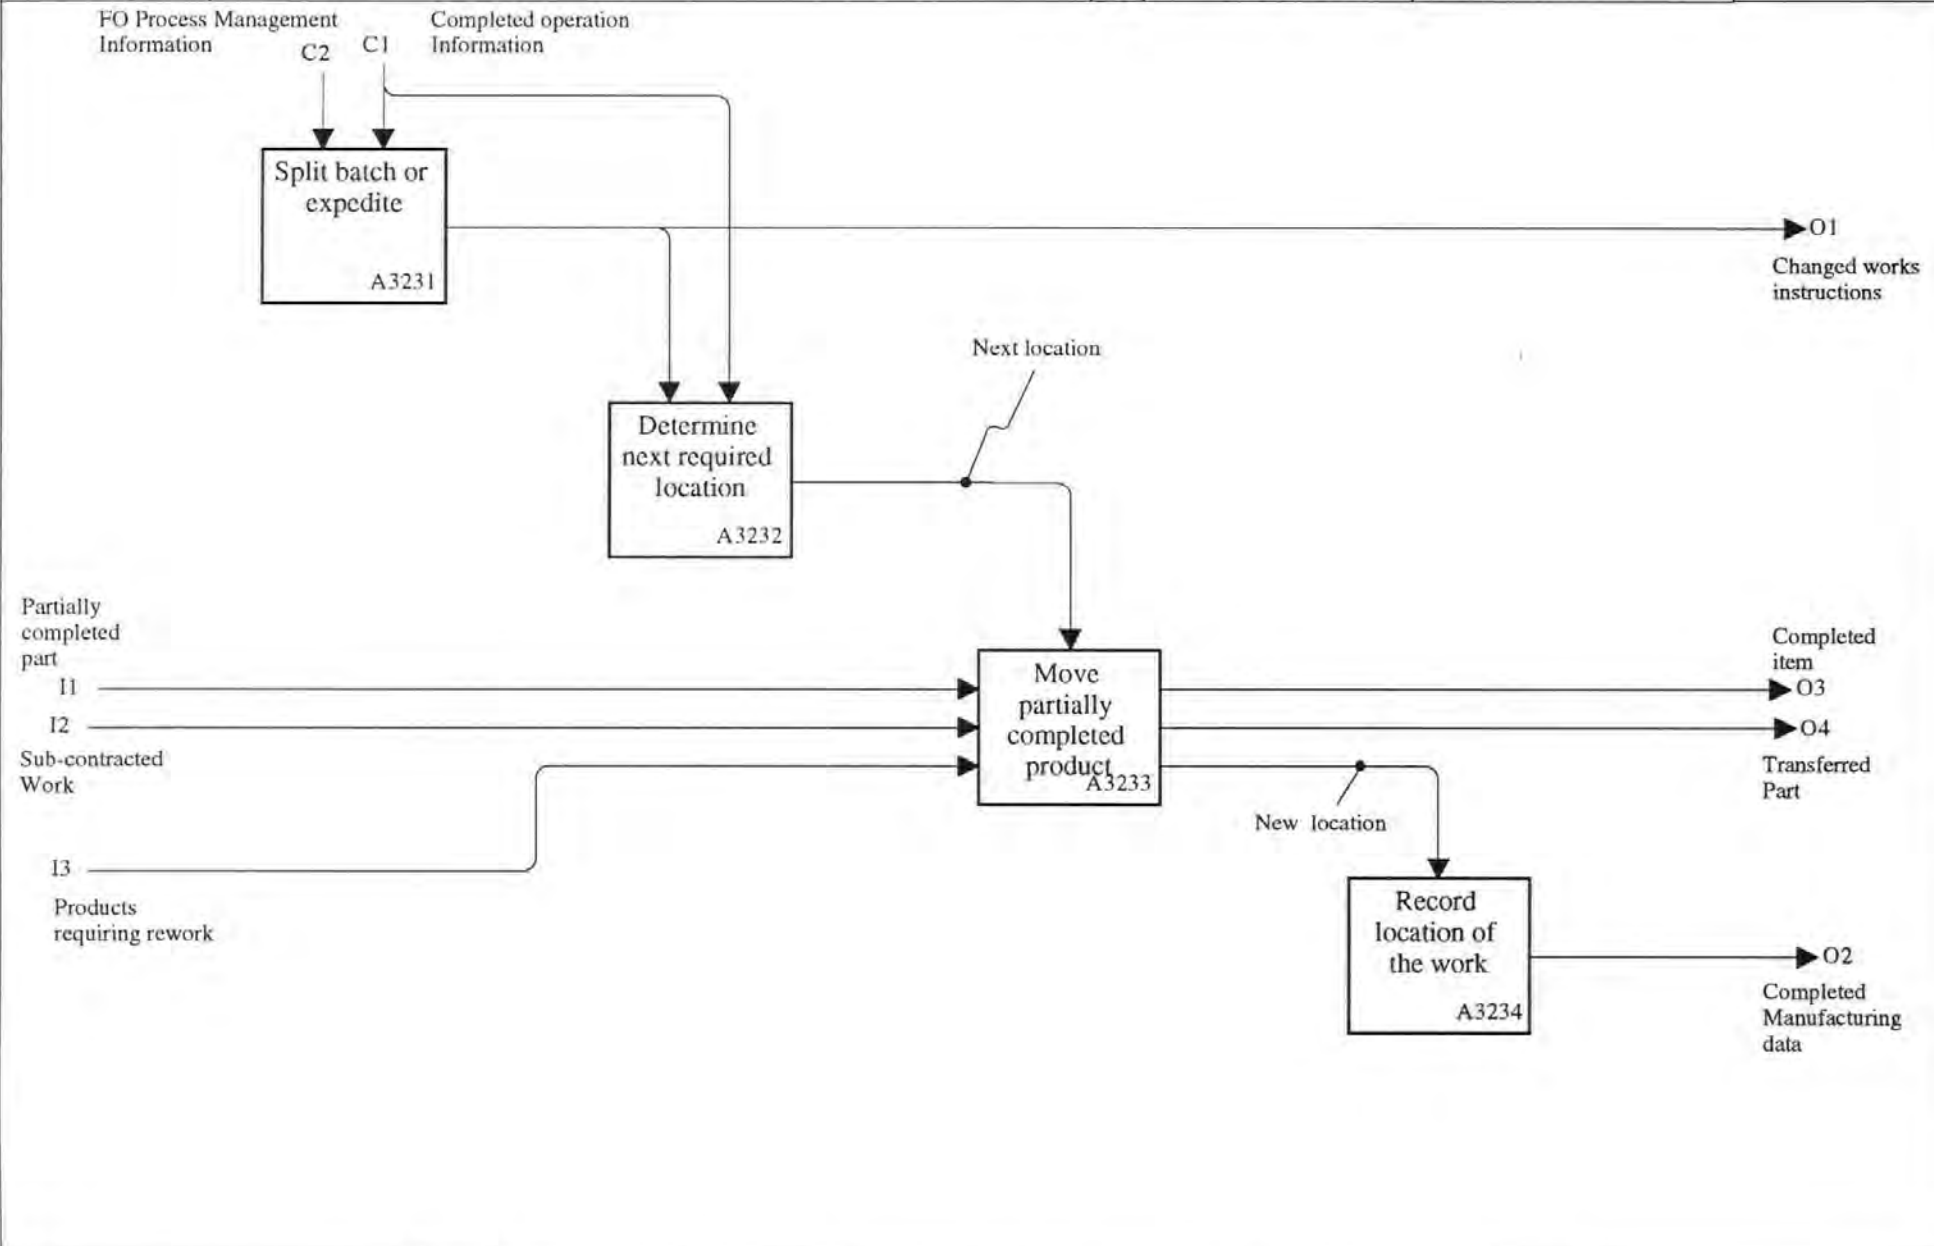 FO Process Management
Information
C2
C1
Completed operation
Information
Split batch or
expedite
A3231
O1
Changed works
instructions
Next location
Determine
next required
location
A3232
Partially
completed
part
I1
I2
Sub-contracted
Work
I3
Products
requiring rework
Move
partially
completed
product
A3233
Completed
item
O3
O4
Transferred
Part
New location
Record
location of
the work
A3234
O2
Completed
Manufacturing
data